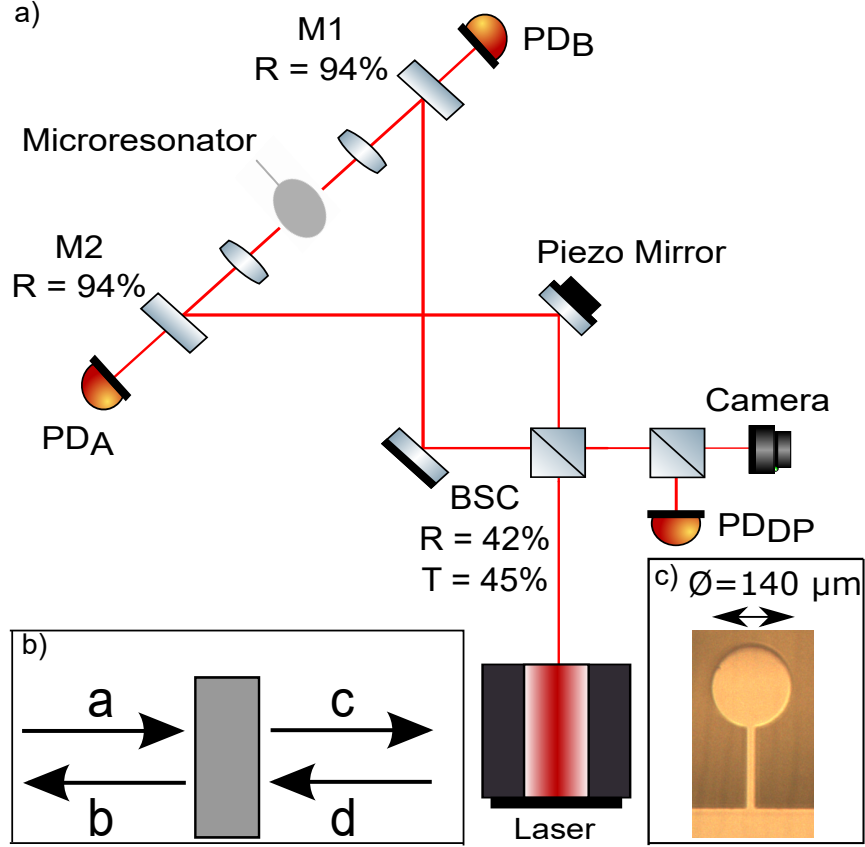 a)
M1
R = 94%
PDB
Microresonator
M2
R = 94%
Piezo Mirror
PDA
Camera
BSC
R = 42%
T = 45%
PDDP
c)
Ø=140 µm
b)
a
c
b
d
Laser